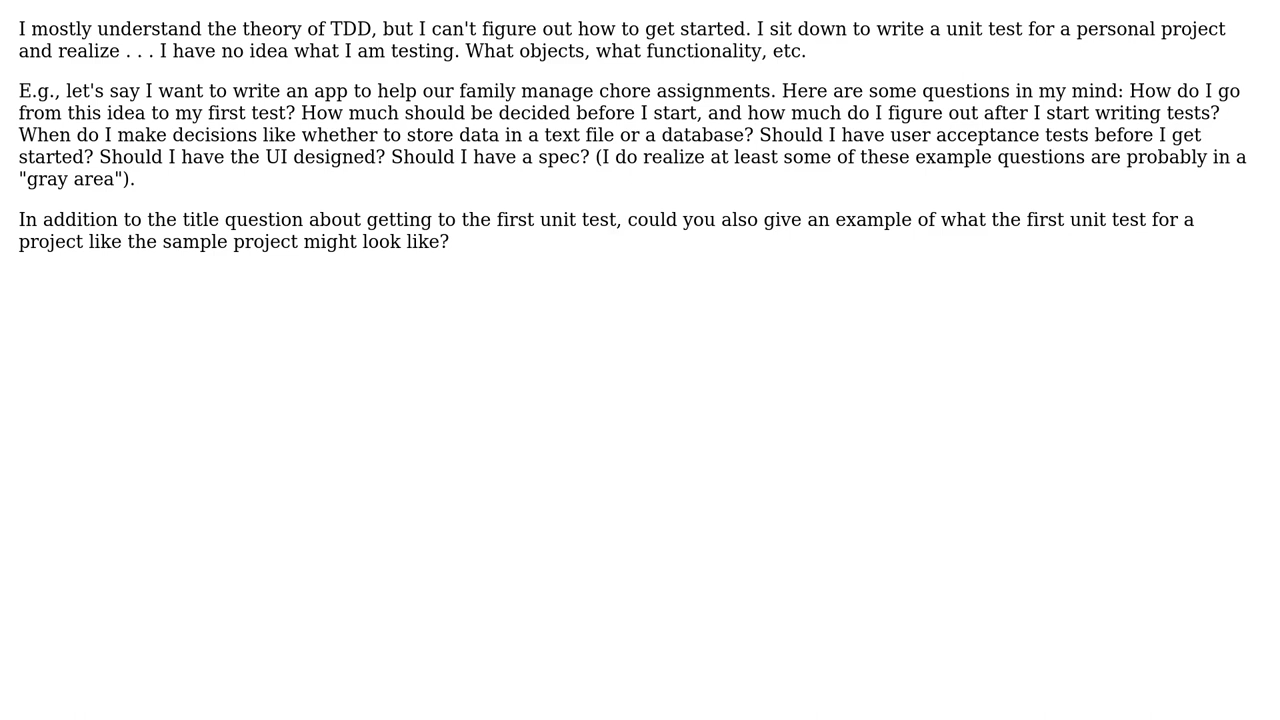 I mostly understand the theory of TDD, but I can't figure out how to get started. I sit down to write a unit test for a personal project
and realize . . . I have no idea what I am testing. What objects, what functionality, etc.
E.g., let's say I want to write an app to help our family manage chore assignments. Here are some questions in my mind: How do I go
from this idea to my first test? How much should be decided before I start, and how much do I figure out after I start writing tests?
When do I make decisions like whether to store data in a text file or a database? Should I have user acceptance tests before I get
started? Should I have the UI designed? Should I have a spec? (I do realize at least some of these example questions are probably in a
"gray area").
In addition to the title question about getting to the first unit test, could you also give an example of what the first unit test for a
project like the sample project might look like?